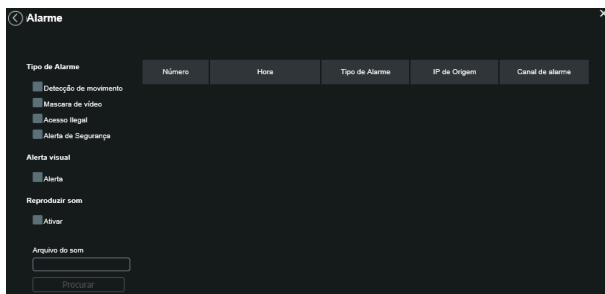 Alarme
Tipo de Alarme
Número Hora Tipo de Alarme IP de Origem Canal de alarme
Detecção de movimento
Mascara de vídeo
Acesso Ilegal
Alerta de Segurança
Alerta visual
Alerta
Reproduzir som
Ativar
Arquivo do som
Procurar